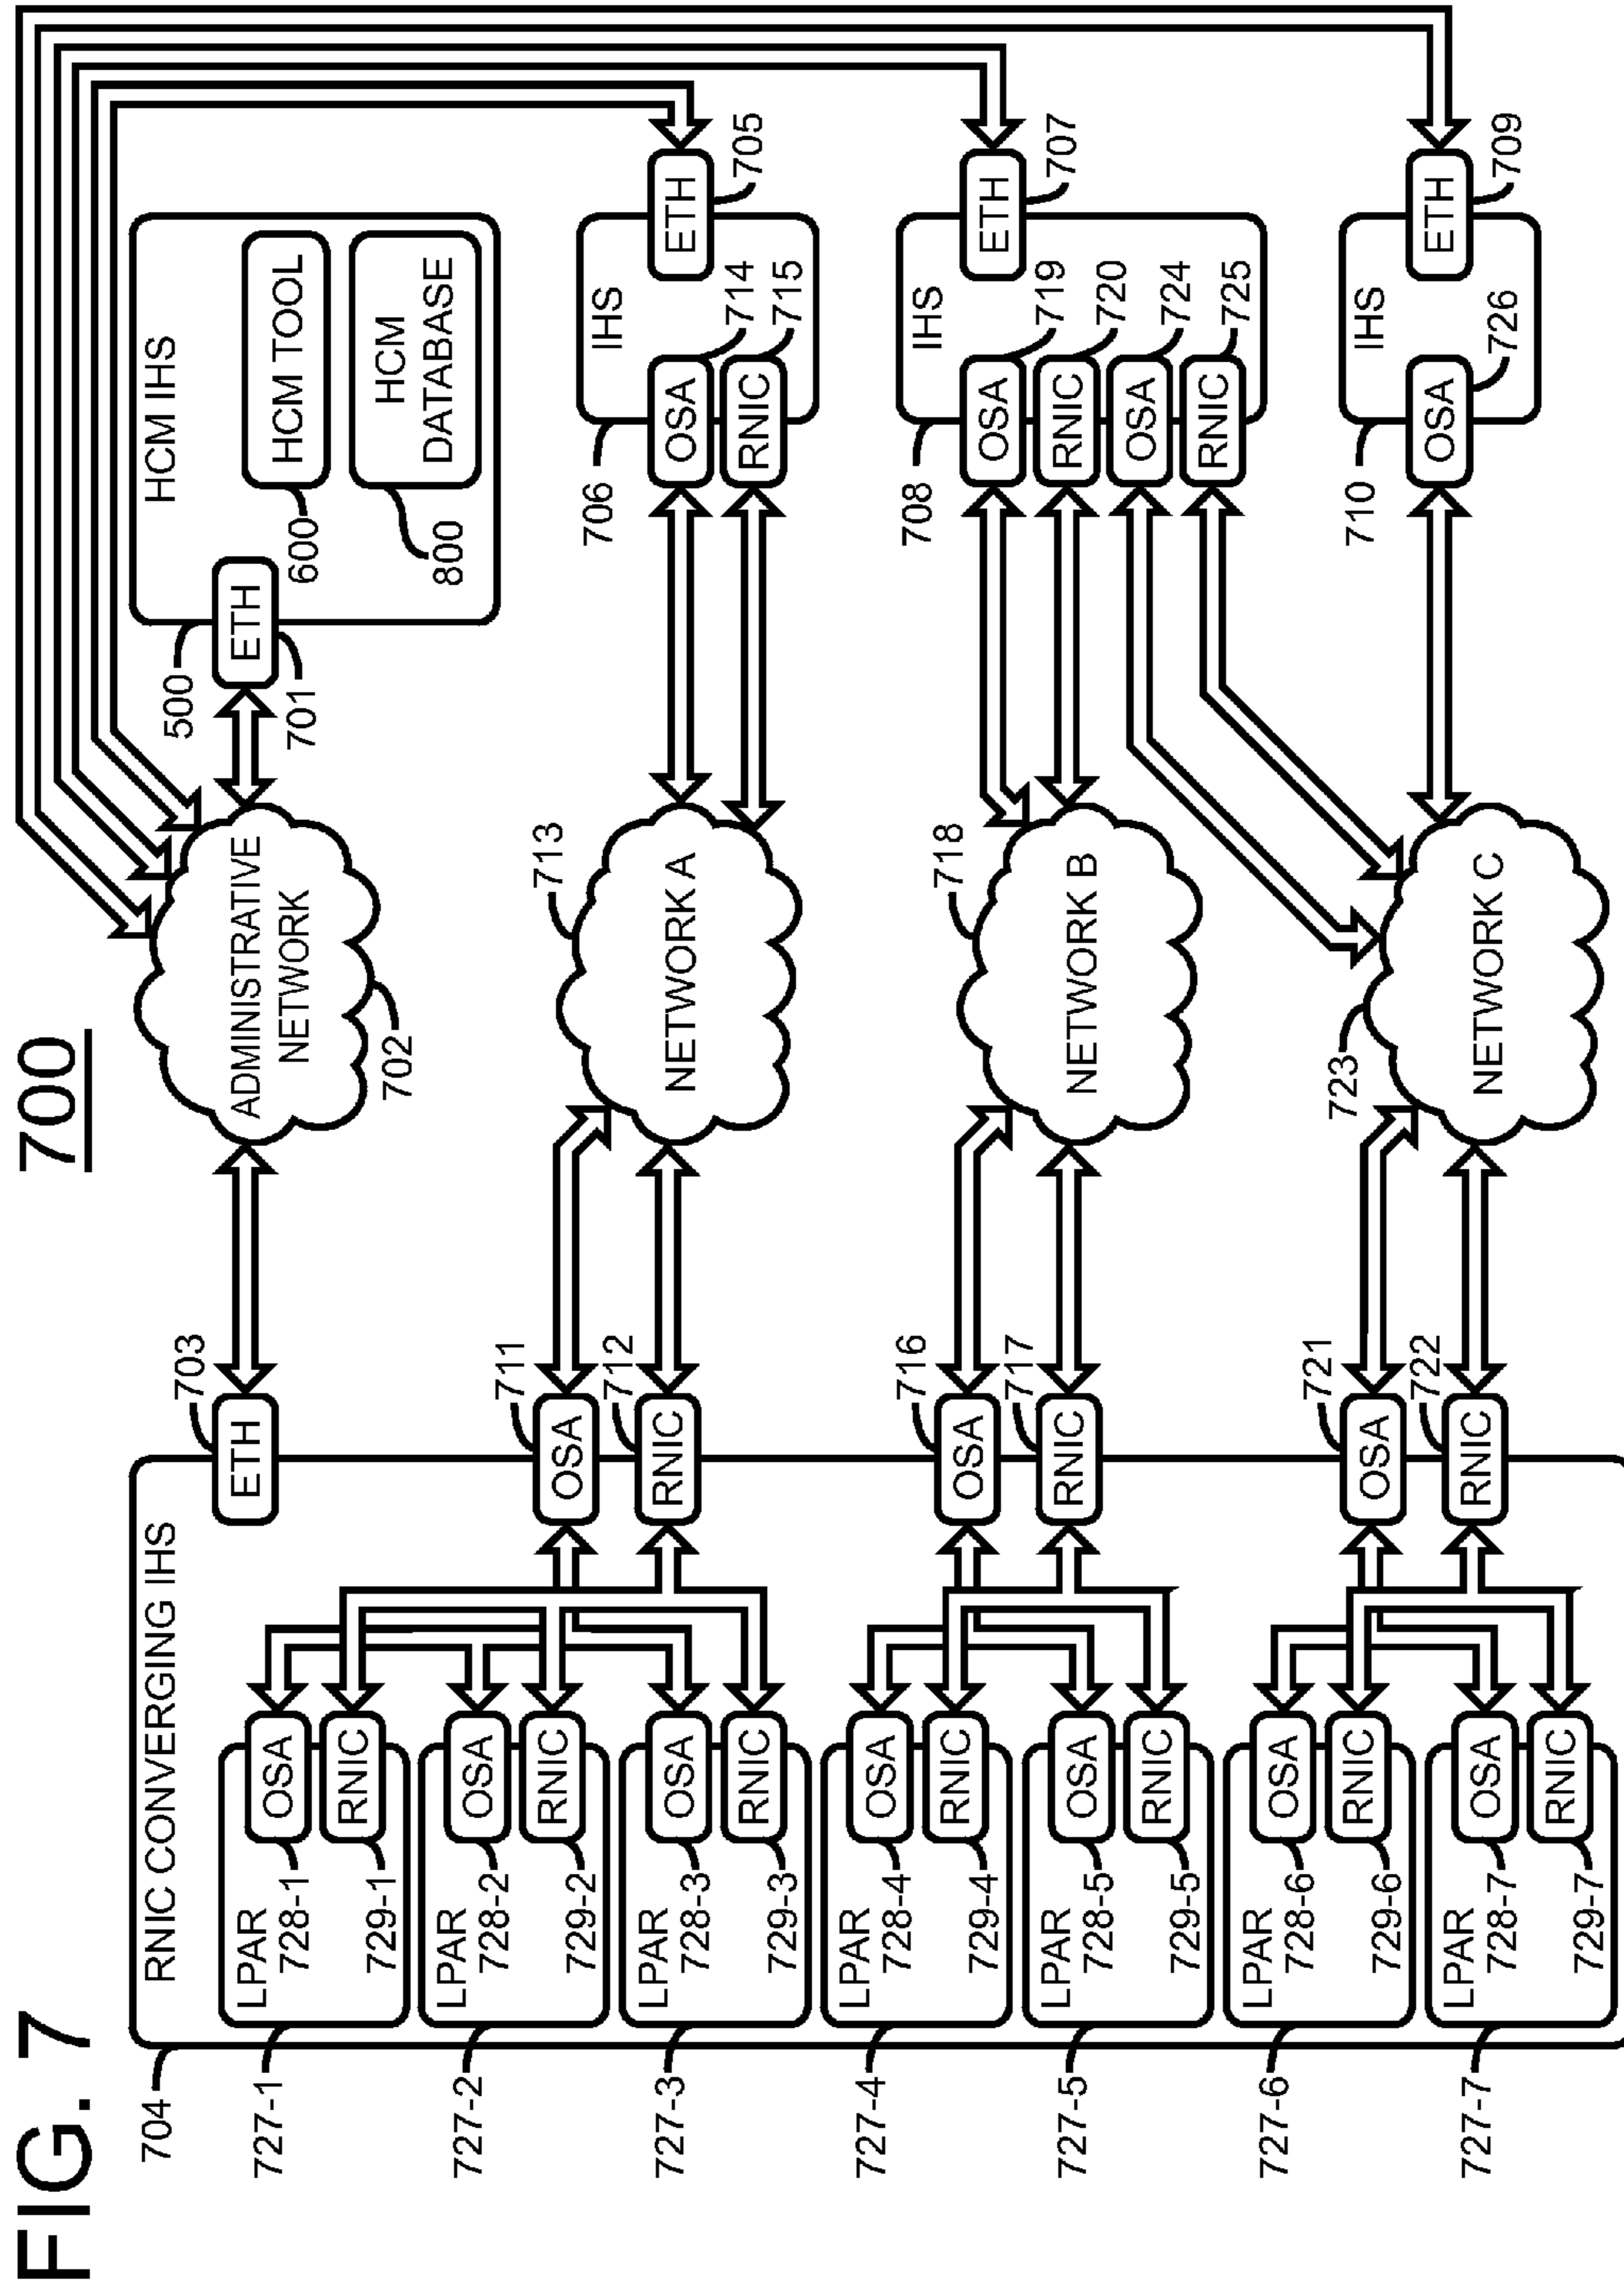 FIG. 7
700
RNIC CONVERGING IHS
704
ETH
703
ADMINISTRATIVE
NETWORK
702
ETH
701
500
HCM IHS
HCM TOOL
600
HCM
DATABASE
800
727-1
LPAR
728-1
OSA
729-1
RNIC
727-2
LPAR
728-2
OSA
729-2
RNIC
727-3
LPAR
728-3
OSA
729-3
RNIC
711
OSA
712
RNIC
713
NETWORK A
706
IHS
OSA
714
RNIC
715
ETH
705
727-4
LPAR
728-4
OSA
729-4
RNIC
727-5
LPAR
728-5
OSA
729-5
RNIC
716
OSA
717
RNIC
718
NETWORK B
708
IHS
OSA
719
RNIC
720
OSA
724
RNIC
725
ETH
707
727-6
LPAR
728-6
OSA
729-6
RNIC
727-7
LPAR
728-7
OSA
729-7
RNIC
721
OSA
722
RNIC
723
NETWORK C
710
IHS
OSA
726
ETH
709